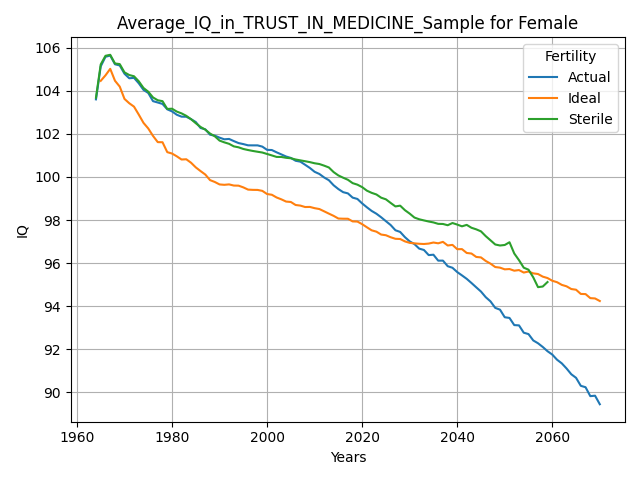 Average_IQ_in_TRUST_IN_MEDICINE_Sample for Female
Fertility
Actual
Ideal
Sterile
IQ
106
104
102
100
98
96
94
92
90
1960
1980
2000
2020
2040
2060
Years